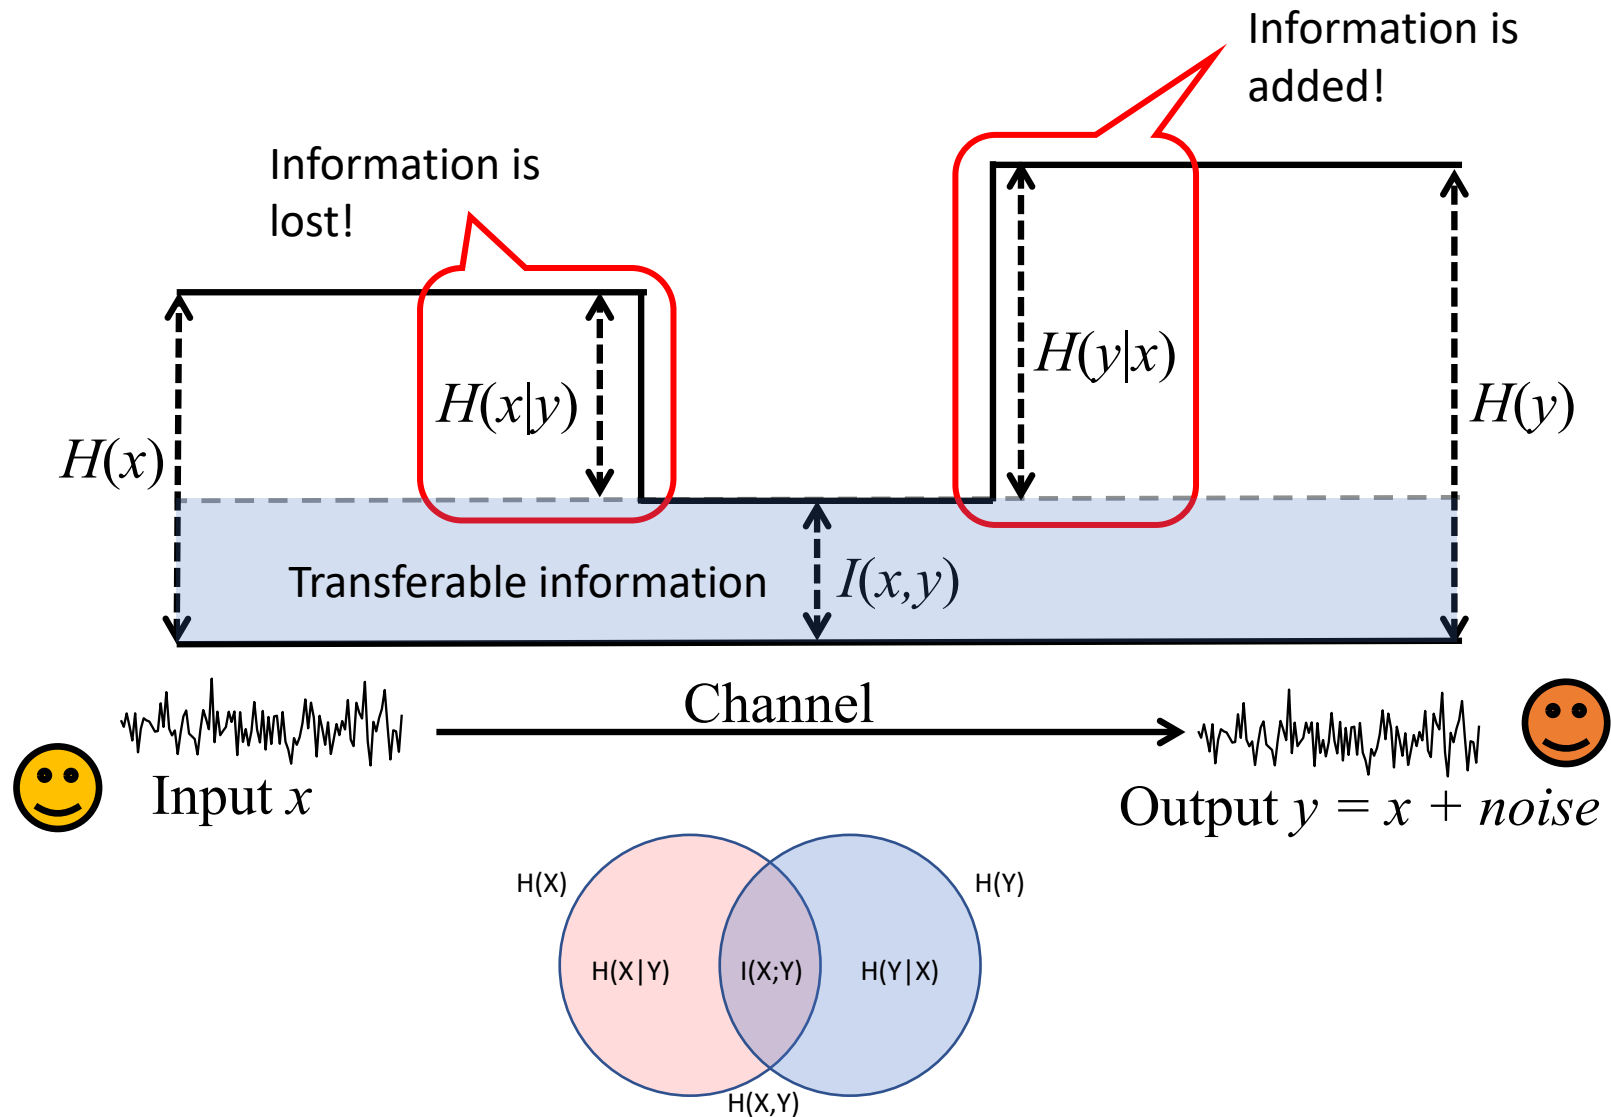 Information is
added!
Information is
lost!
H(y|x)
H(x|y)
H(y)
H(x)
Transferable information
I(x,y)
Channel
Input x
Output y = x + noise
H(X)
H(Y)
H(X|Y)
I(X;Y)
H(Y|X)
H(X,Y)